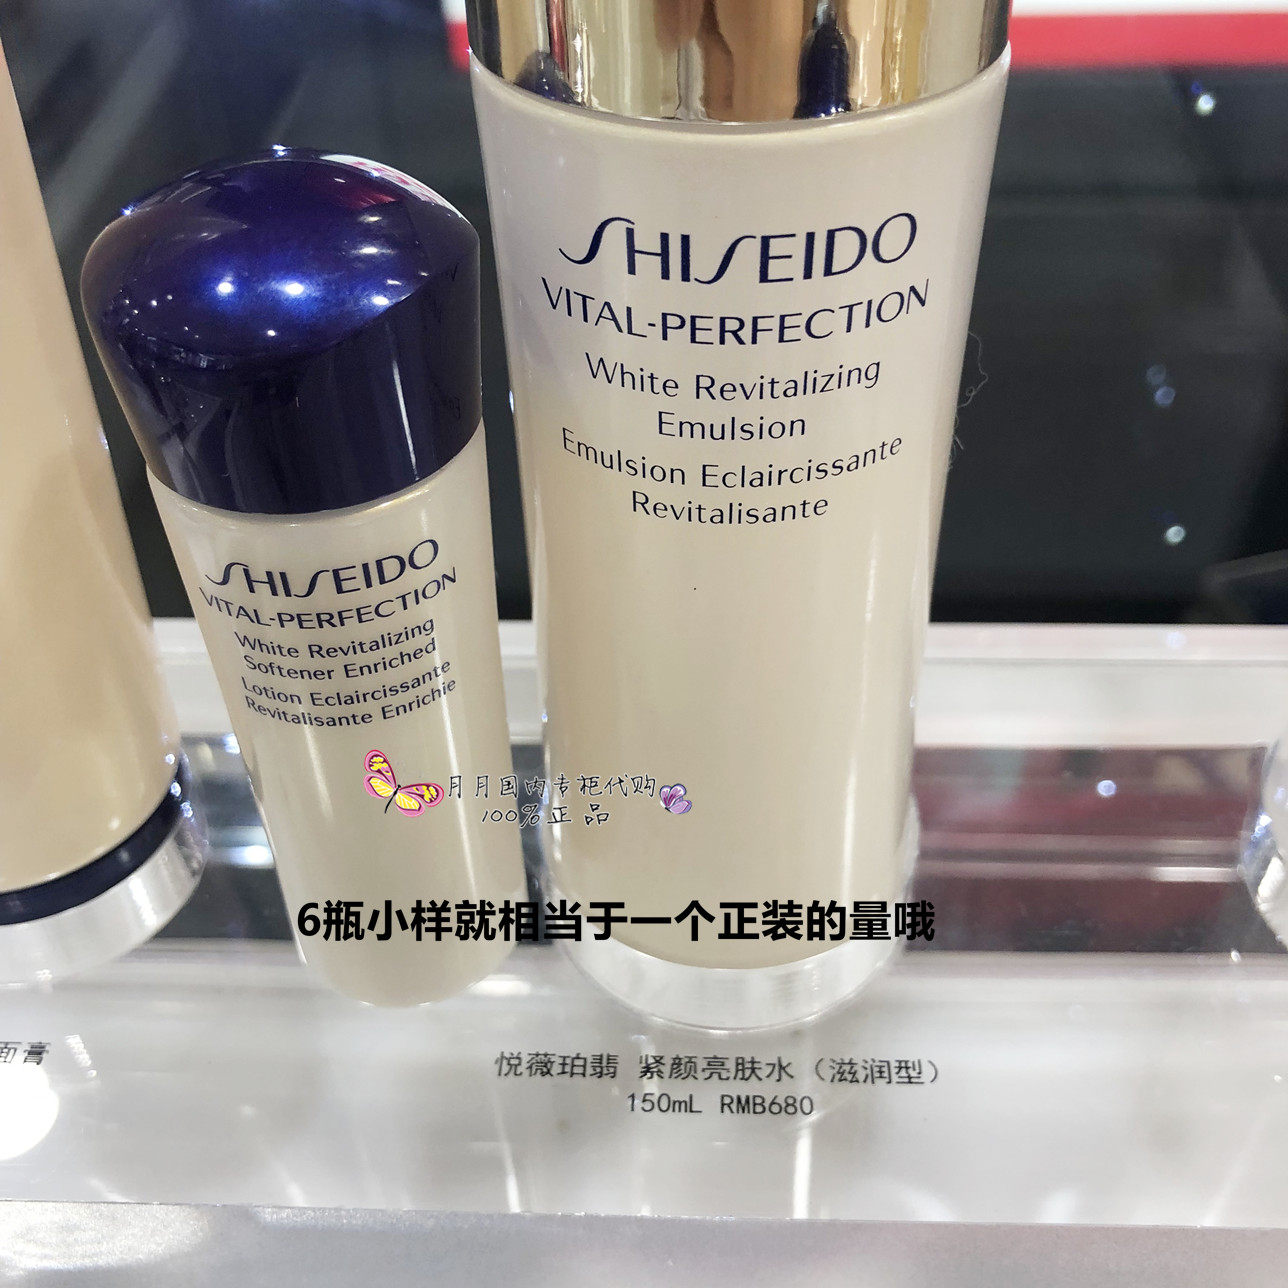 SHISEIDO
VITAL-PERFECTION
White Revitalizing
Emulsion
Emulsion Eclaircissante
Revitalisante
SHISEIDO
VITAL-PERFECTION
White Revitalizing
Softener Enriched
Lotion Eclaircissante
Revitalisante Enrichie
月月国内专柜代购
100%正品
6瓶小样就相当于一个正装的量哦
面膏
悦薇珀翡 紧颜亮肤水（滋润型）
150mL RMB680